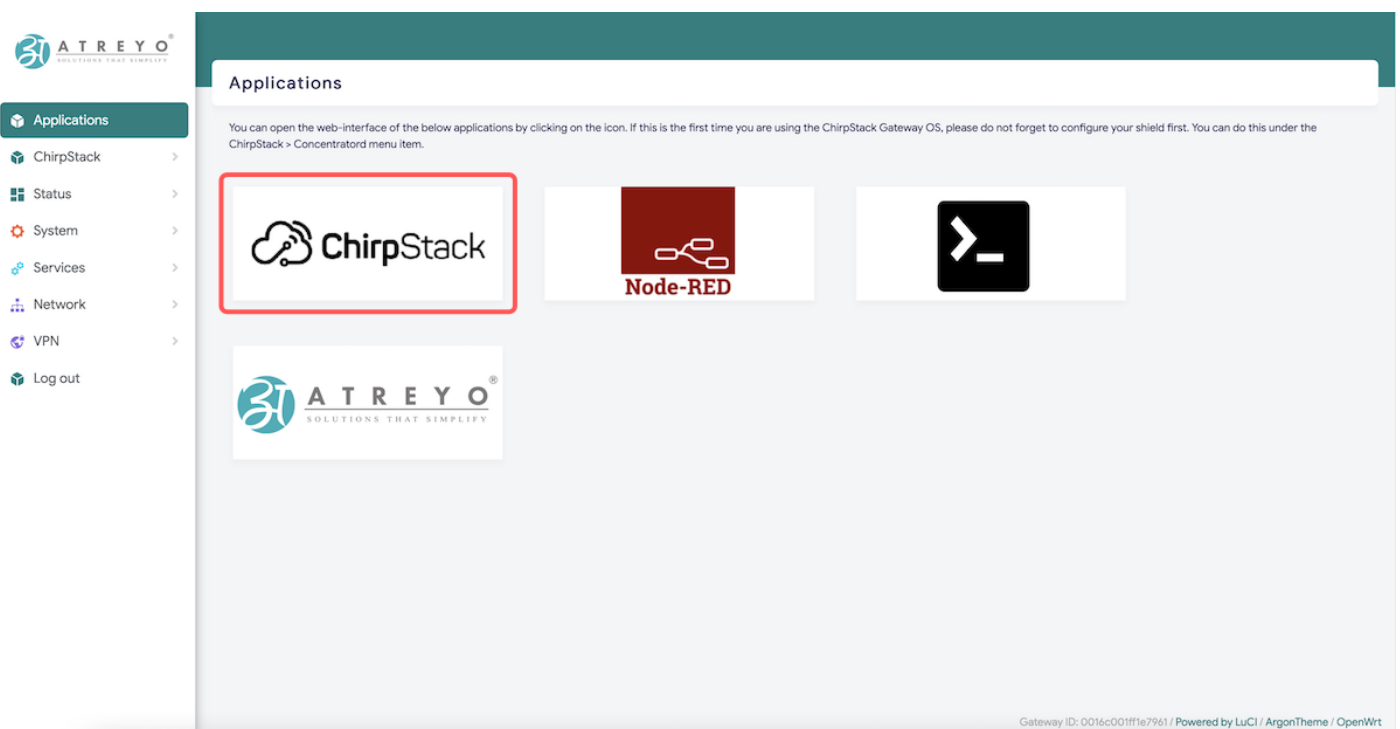 ATREYO®
SOLUTIONS THAT SIMPLIFY
Applications
ChirpStack
Status
System
Services
Network
VPN
Log out
Applications
You can open the web-interface of the below applications by clicking on the icon. If this is the first time you are using the ChirpStack Gateway OS, please do not forget to configure your shield first. You can do this under the
ChirpStack > Concentratord menu item.
ChirpStack
Node-RED
>_
अ ATREYO®
SOLUTIONS THAT SIMPLIFY
Gateway ID: 0016c001ff1e7961 / Powered by LuCI / ArgonTheme / OpenWrt